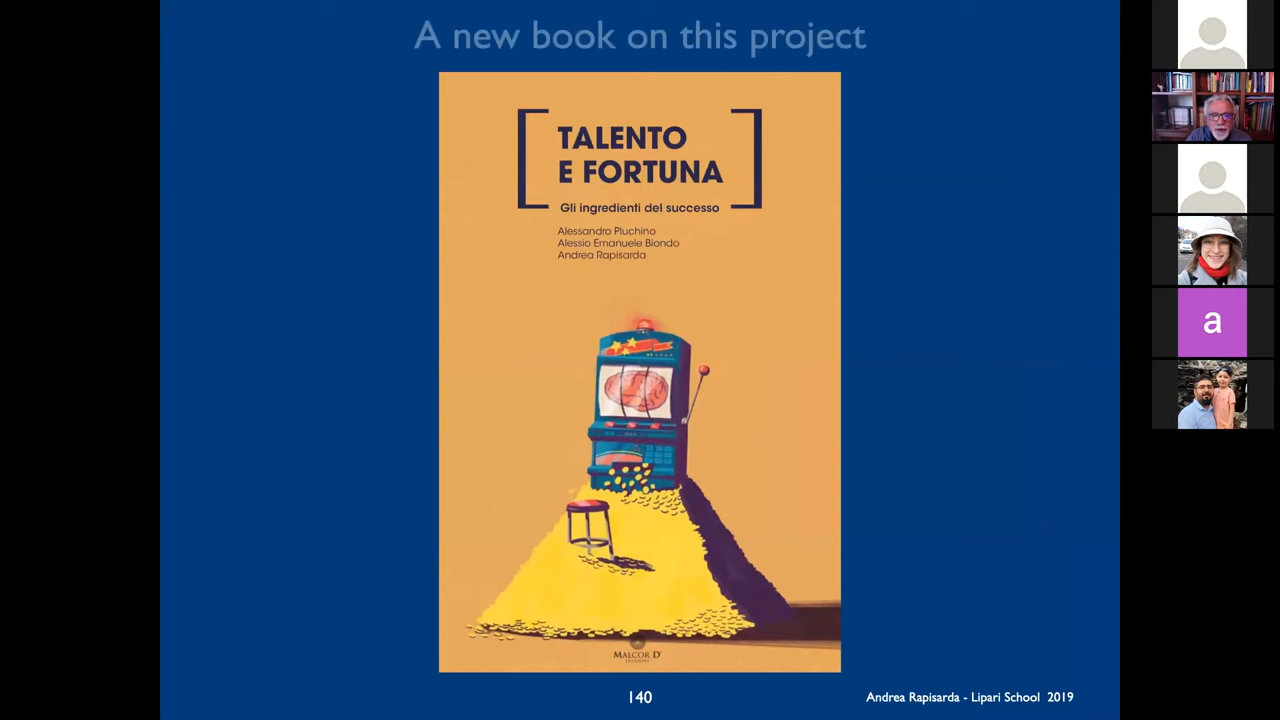 A new book on this project
TALENTO
E FORTUNA
Gli ingredienti del successo
Alessandro Pluchino
Alessio Emanuele Biondo
Andrea Rapisarda
MALCOR D'
EDIZIONI
140
Andrea Rapisarda - Lipari School 2019
a